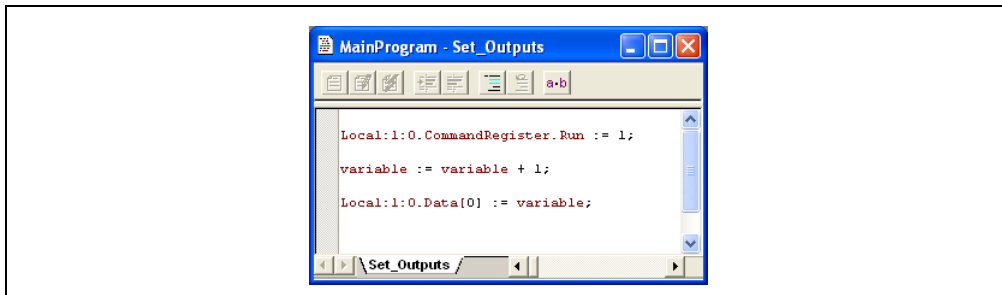 MainProgram - Set_Outputs
a•b
Local:1:O.CommandRegister.Run := 1;
variable := variable + 1;
Local:1:O.Data[0] := variable;
Set_Outputs